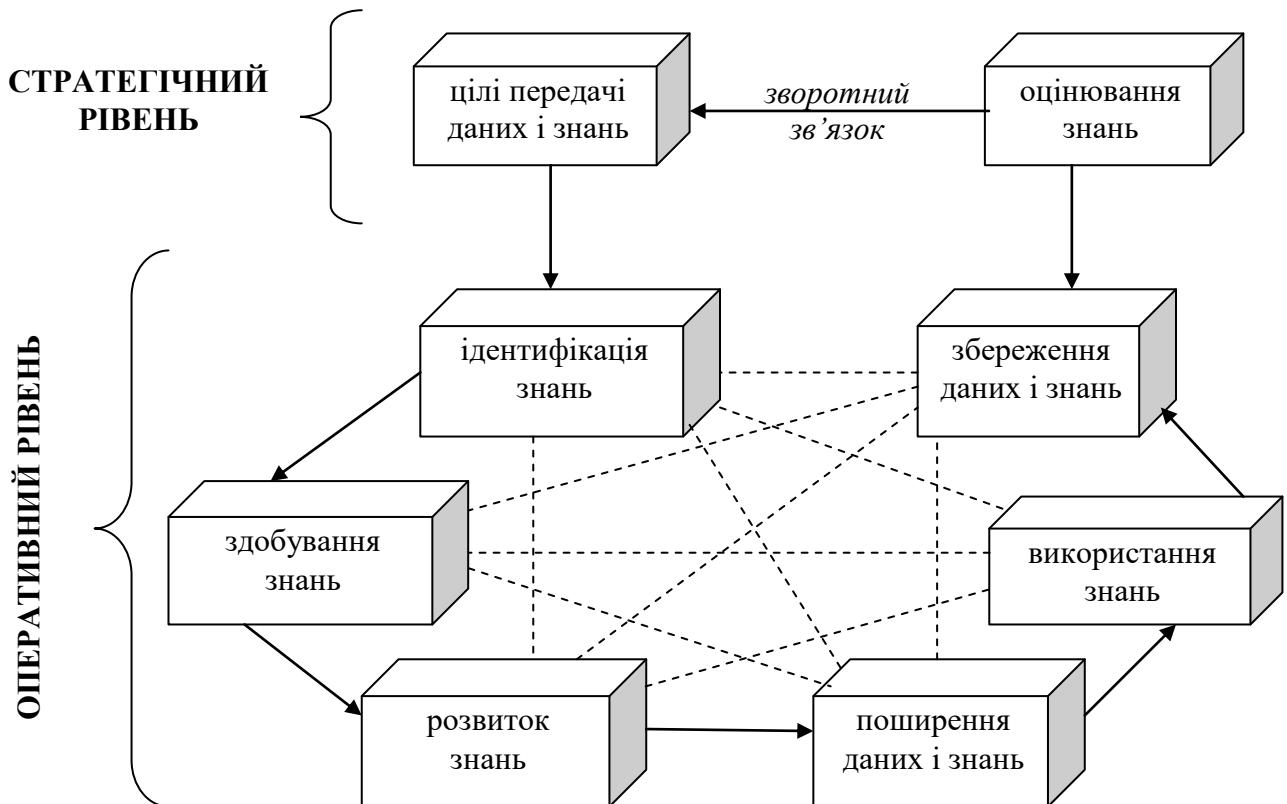 СТРАТЕГІЧНИЙ
РІВЕНЬ
цілі передачі
даних і знань
зворотний
зв’язок
оцінювання
знань
ОПЕРАТИВНИЙ РІВЕНЬ
ідентифікація
знань
збереження
даних і знань
здобування
знань
використання
знань
розвиток
знань
поширення
даних і знань